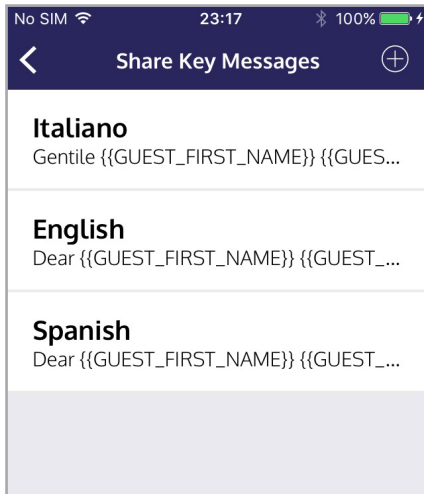 No SIM 23:17 100%
Share Key Messages
Italiano
Gentile {{GUEST_FIRST_NAME}} {{GUES...
English
Dear {{GUEST_FIRST_NAME}} {{GUEST_...
Spanish
Dear {{GUEST_FIRST_NAME}} {{GUEST_...